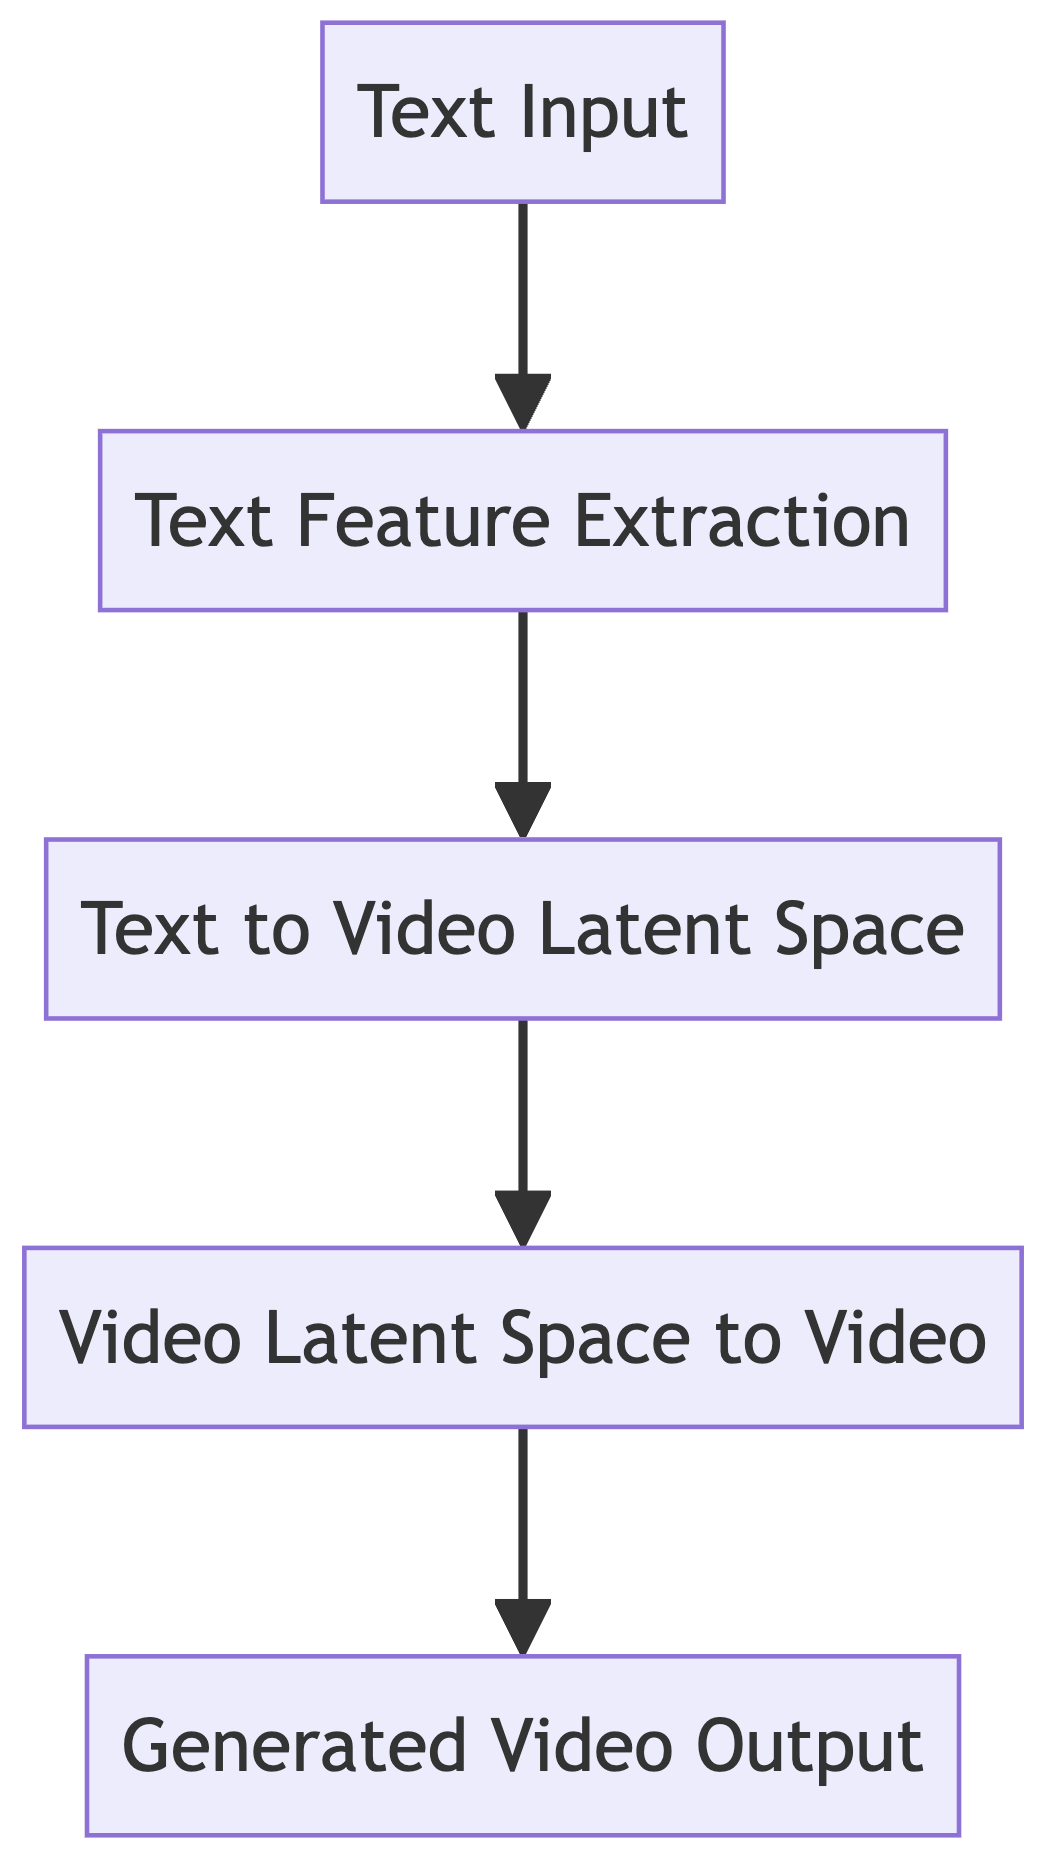 Text Input
Text Feature Extraction
Text to Video Latent Space
Video Latent Space to Video
Generated Video Output